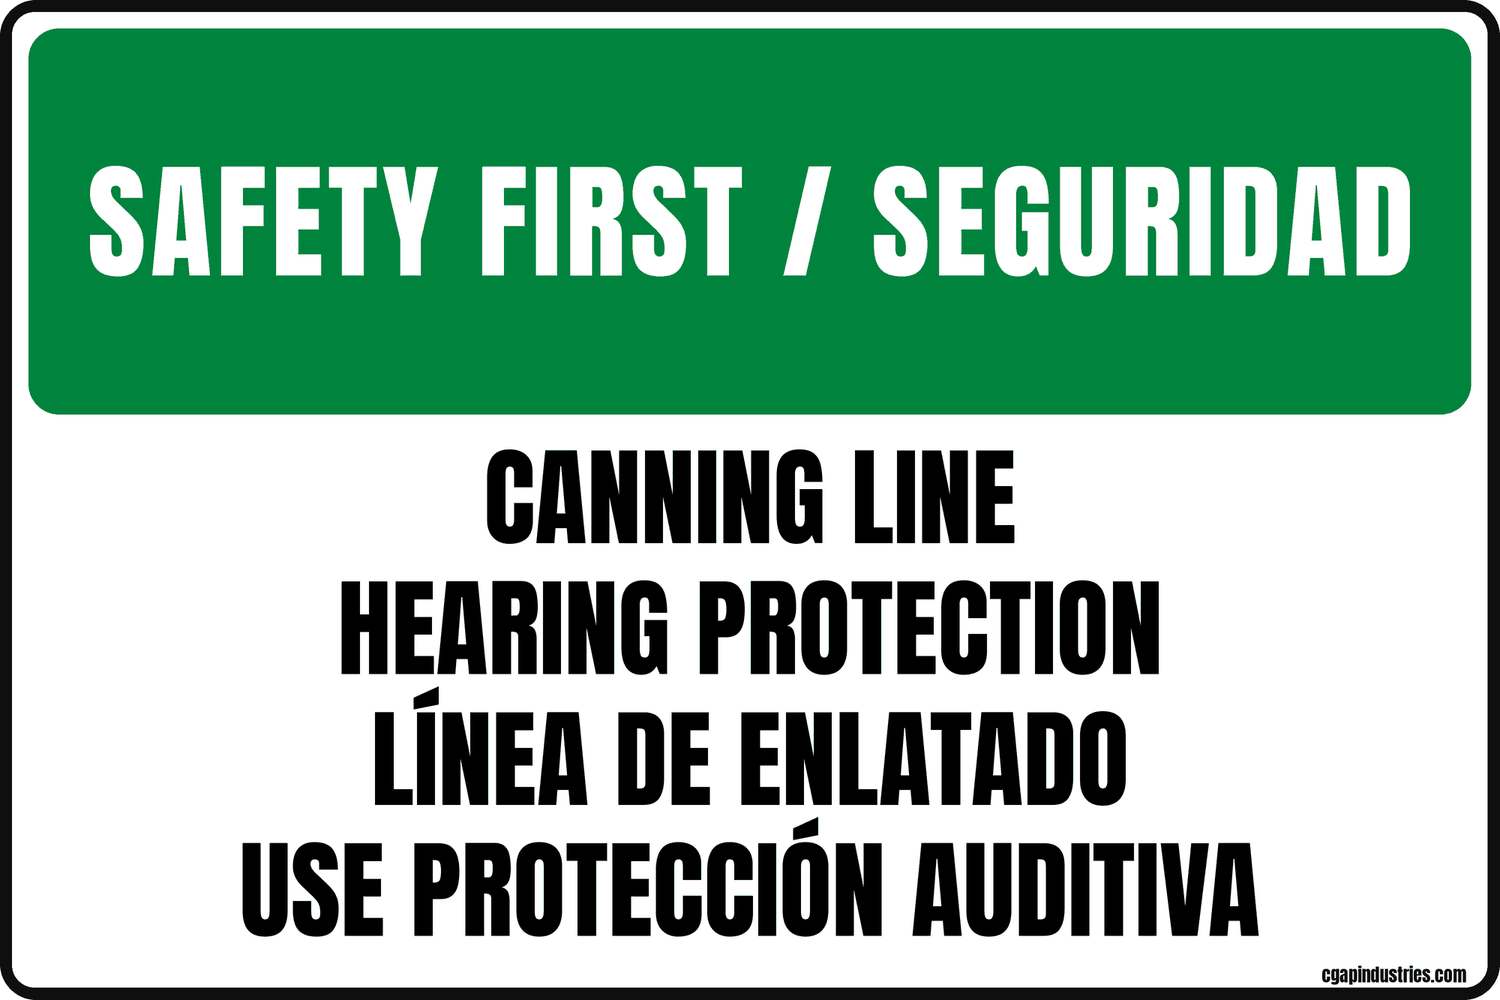 SAFETY FIRST / SEGURIDAD
CANNING LINE
HEARING PROTECTION
LÍNEA DE ENLATADO
USE PROTECCIÓN AUDITIVA
cgapindustries.com